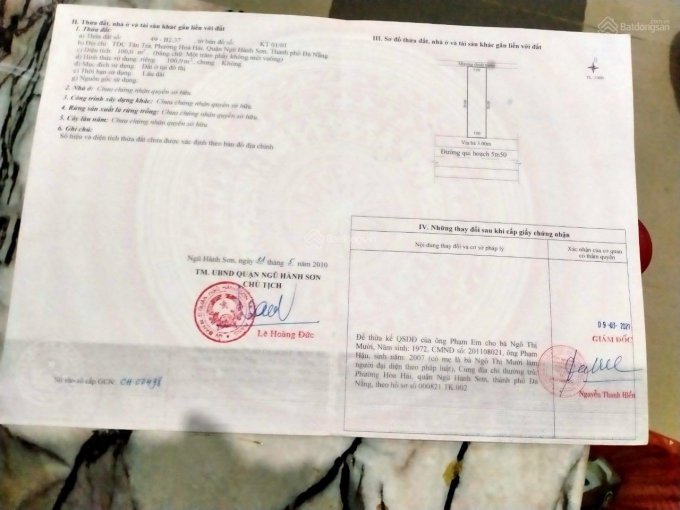 II. Thửa đất, nhà ở và tài sản khác gắn liền với đất
1. Thửa đất:
a) Thửa đất số: 49 - B2.37 tờ bản đồ số: KT 01/01
b) Địa chỉ: TĐC Tân Trà, Phường Hoà Hải, Quận Ngũ Hành Sơn, Thành phố Đà Nẵng
c) Diện tích: 100,0 m² (Bằng chữ: Một trăm phẩy không mét vuông)
d) Hình thức sử dụng: riêng: 100,0 m², chung: Không
đ) Mục đích sử dụng: Đất ở tại đô thị
e) Thời hạn sử dụng: Lâu dài
g) Nguồn gốc sử dụng:
2. Nhà ở: Chưa chứng nhận quyền sở hữu.
3. Công trình xây dựng khác: Chưa chứng nhận quyền sở hữu.
4. Rừng sản xuất là rừng trồng: Chưa chứng nhận quyền sở hữu.
5. Cây lâu năm: Chưa chứng nhận quyền sở hữu.
6. Ghi chú:
Số hiệu và diện tích thửa đất chưa được xác định theo bản đồ địa chính
Ngũ Hành Sơn, ngày tháng 5 năm 2010
TM. UBND QUẬN NGŨ HÀNH SƠN
CHỦ TỊCH
Lê Hoàng Đức
Số vào sổ cấp GCN: CH 00498
III. Sơ đồ thửa đất, nhà ở và tài sản khác gắn liền với đất
Mương thoát nước
Vỉa hè 3.00m
Đường qui hoạch 5m50
IV. Những thay đổi sau khi cấp giấy chứng nhận
Nội dung thay đổi và cơ sở pháp lý
Xác nhận của cơ quan
có thẩm quyền
09-03-2021
GIÁM ĐỐC
Để thừa kế QSDĐ của ông Phạm Em cho bà Ngô Thị
Mười, Năm sinh: 1972, CMND số: 201108021, ông Phạm
Hậu, sinh năm: 2007 (có mẹ là bà Ngô Thị Mười làm
người đại diện theo pháp luật), Cùng địa chỉ thường trú:
Phường Hòa Hải, quận Ngũ Hành Sơn, thành phố Đà
Nẵng, theo hồ sơ số 000821.TK.002
Nguyễn Thanh Hiền
Batdongsan